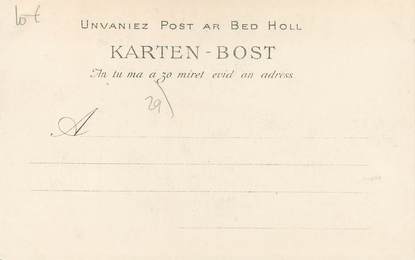 lot
UNVANIEZ POST AR BED HOLL
KARTEN-BOST
An tu ma a zo miret evid an adress.
29
A